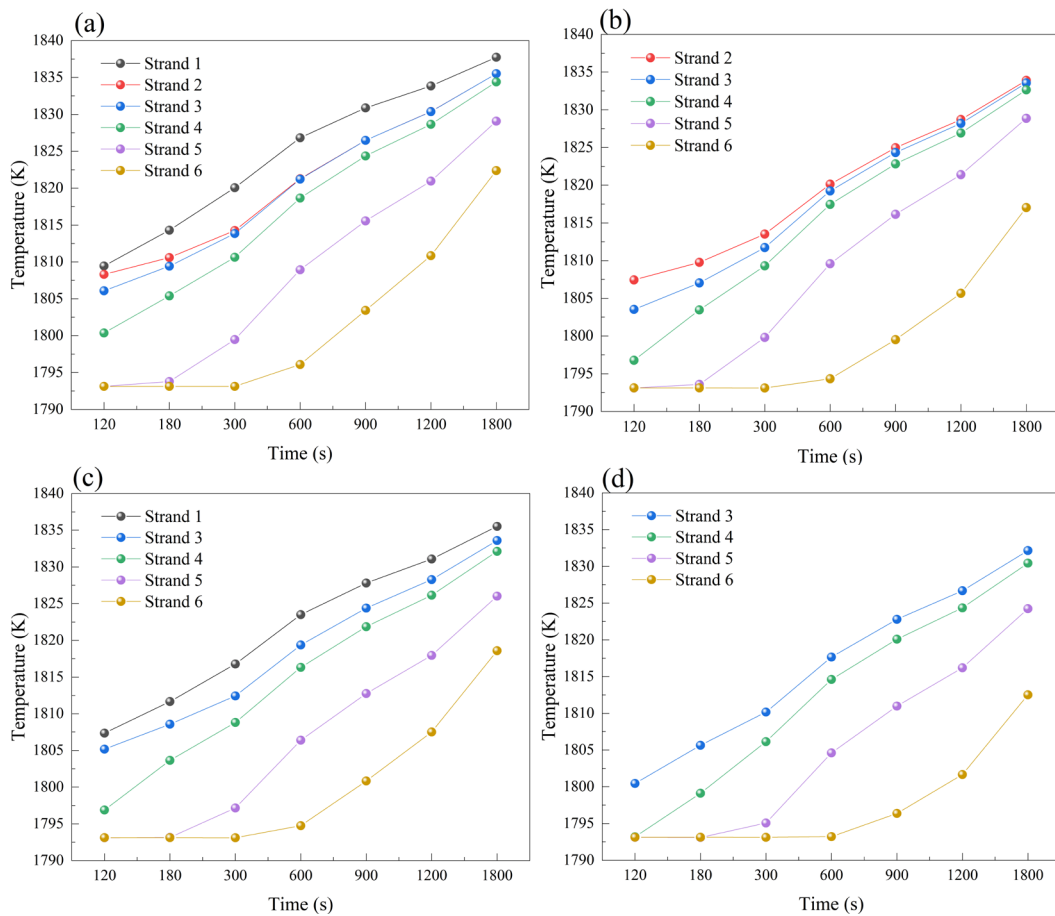 (a)
Strand 1
Strand 2
Strand 3
Strand 4
Strand 5
Strand 6
1840
1835
1830
1825
1820
1815
1810
1805
1800
1795
1790
Temperature (K)
120 180 300 600 900 1200 1800
Time (s)
(b)
Strand 2
Strand 3
Strand 4
Strand 5
Strand 6
1840
1835
1830
1825
1820
1815
1810
1805
1800
1795
1790
Temperature (K)
120 180 300 600 900 1200 1800
Time (s)
(c)
Strand 1
Strand 3
Strand 4
Strand 5
Strand 6
1840
1835
1830
1825
1820
1815
1810
1805
1800
1795
1790
Temperature (K)
120 180 300 600 900 1200 1800
Time (s)
(d)
Strand 3
Strand 4
Strand 5
Strand 6
1840
1835
1830
1825
1820
1815
1810
1805
1800
1795
1790
Temperature (K)
120 180 300 600 900 1200 1800
Time (s)